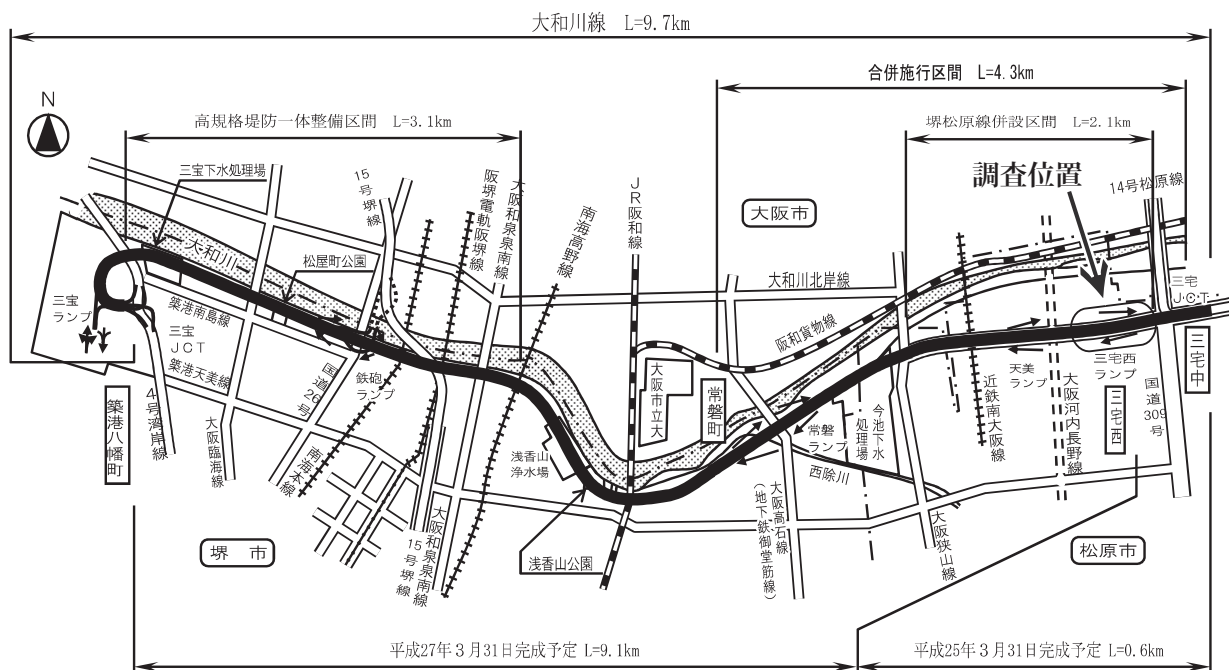 大和川線 L=9.7km
合併施行区間 L=4.3km
高規格堤防一体整備区間 L=3.1km
堺松原線併設区間 L=2.1km
N
調査位置
三宝下水処理場
15号堺線
阪堺電軌阪堺線
大阪和泉泉南線
南海高野線
JR阪和線
大阪市
14号松原線
大和川
松屋町公園
大和川北岸線
三宅
J.C.T
三宝
ランプ
築港南島線
三宝
JCT
築港天美線
阪和貨物線
国道26号
鉄砲
ランプ
大阪市立大
常磐町
天美
ランプ
三宅西
ランプ
三宅中
築港八幡町
4号湾岸線
大阪臨海線
南海本線
浅香山
浄水場
常磐
ランプ
今池下水
処理場
近鉄南大阪線
大阪河内長野線
三宅西
国道309号
西除川
大阪和泉泉南線
15号堺線
大阪高石線
(地下鉄御堂筋線)
大阪狭山線
堺 市
浅香山公園
松原市
平成27年3月31日完成予定 L=9.1km
平成25年3月31日完成予定 L=0.6km